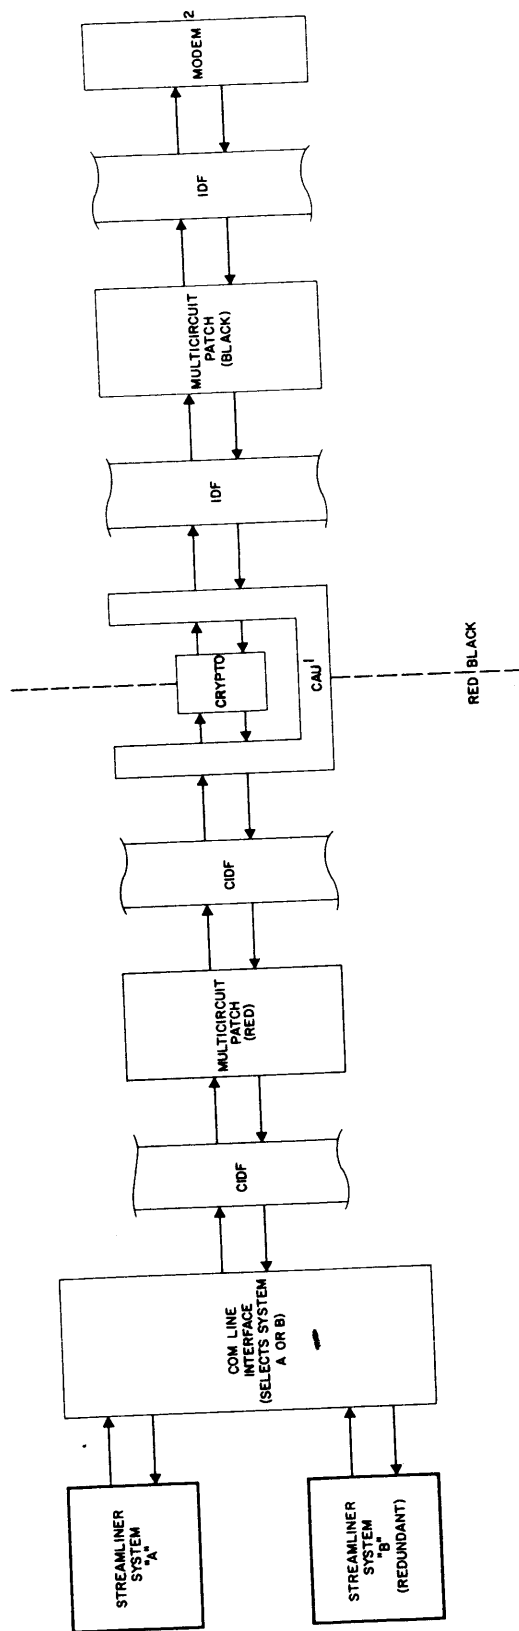 STREAMLINER
SYSTEM
"A"
STREAMLINER
SYSTEM
"B"
(REDUNDANT)
COM LINE
INTERFACE
(SELECTS SYSTEM
A OR B)
CIDF
MULTICIRCUIT
PATCH
(RED)
CIDF
CRYPTO
CAU 1
RED BLACK
IDF
MULTICIRCUIT
PATCH
(BLACK)
IDF
MODEM 2